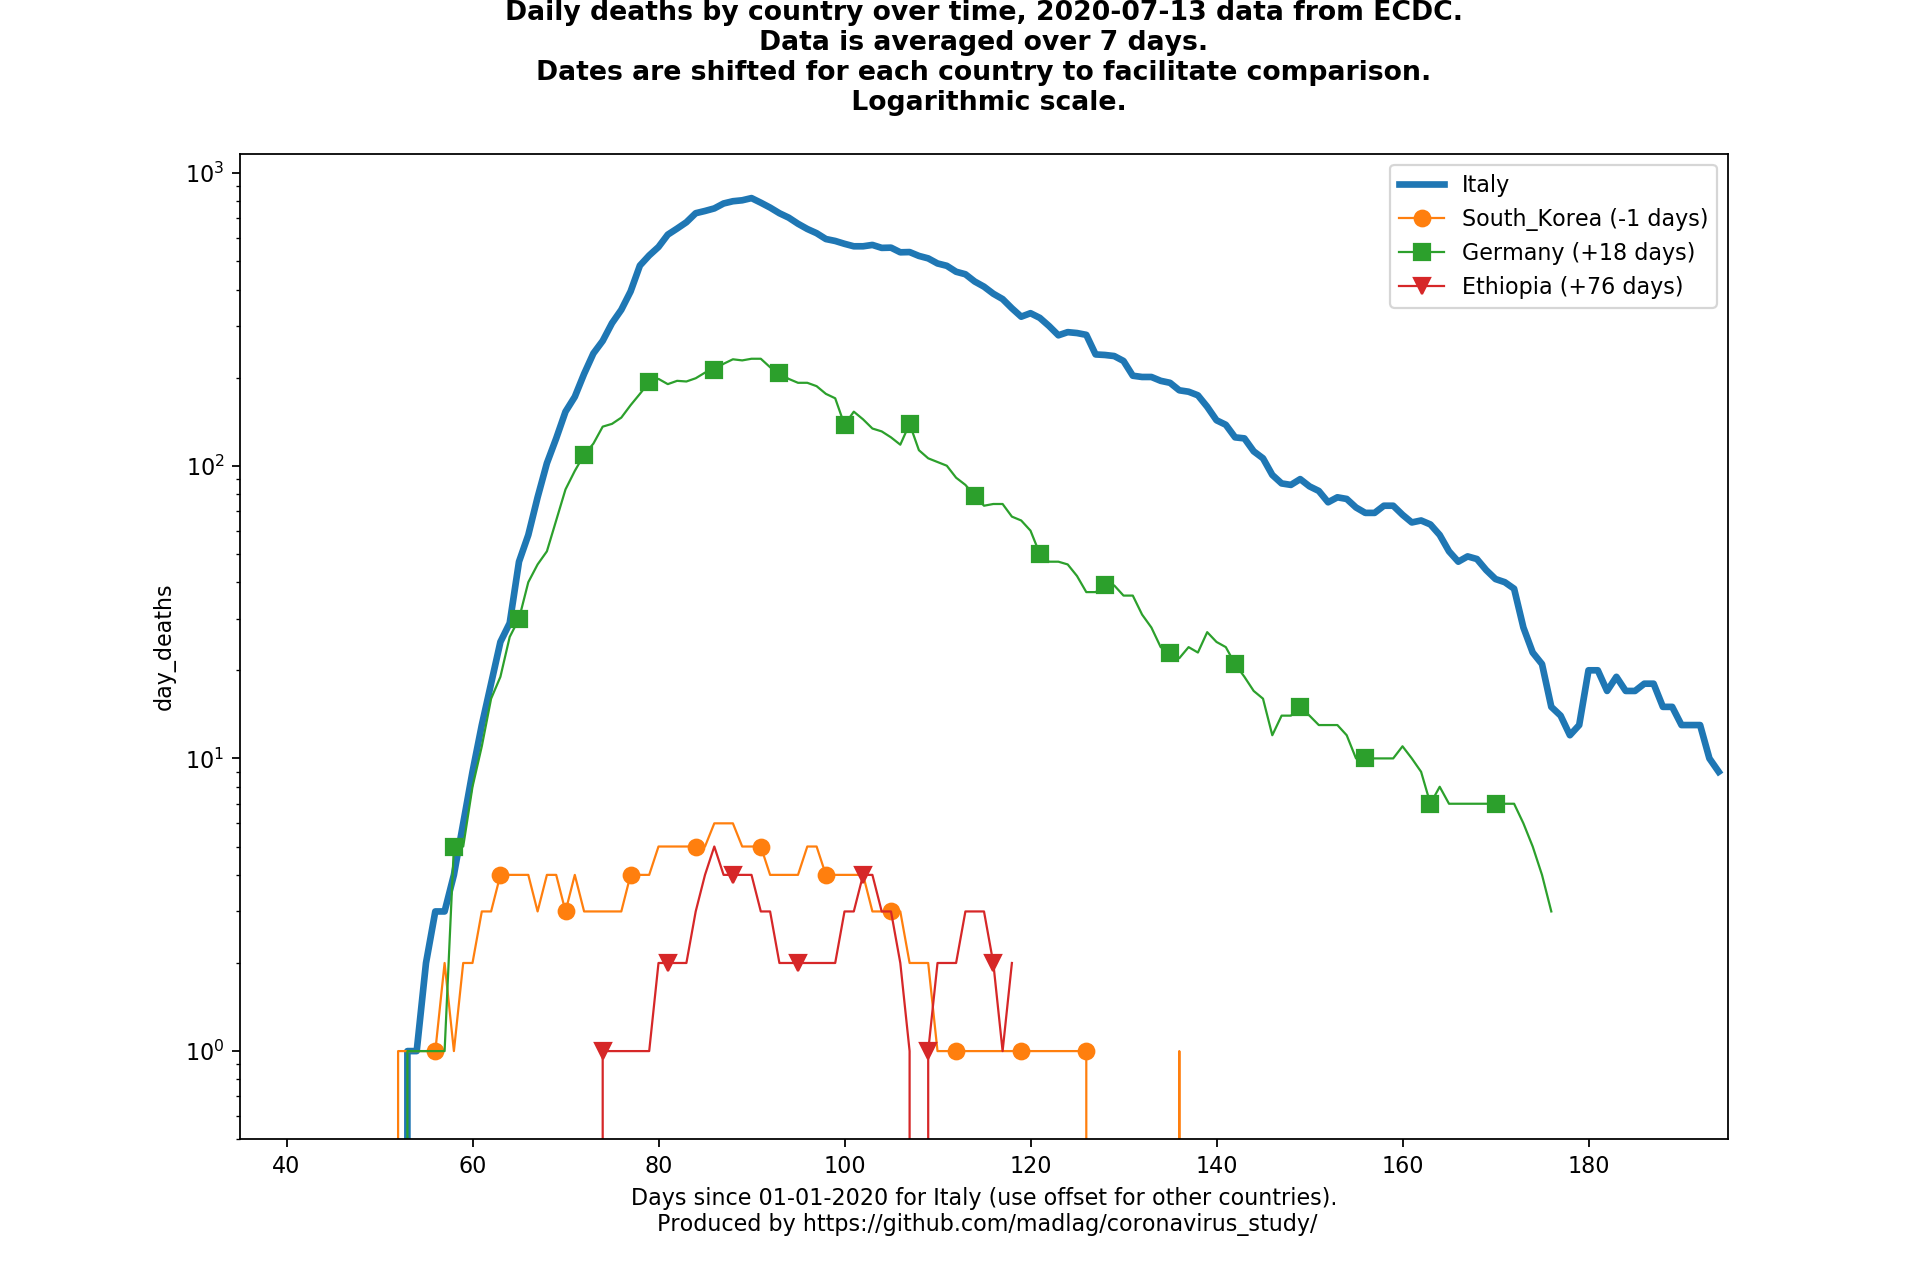 Daily deaths by country over time, 2020-07-13 data from ECDC.
Data is averaged over 7 days.
Dates are shifted for each country to facilitate comparison.
Logarithmic scale.
10³
10²
10¹
10⁰
day_deaths
Italy
South_Korea (-1 days)
Germany (+18 days)
Ethiopia (+76 days)
40 60 80 100 120 140 160 180
Days since 01-01-2020 for Italy (use offset for other countries).
Produced by https://github.com/madlag/coronavirus_study/